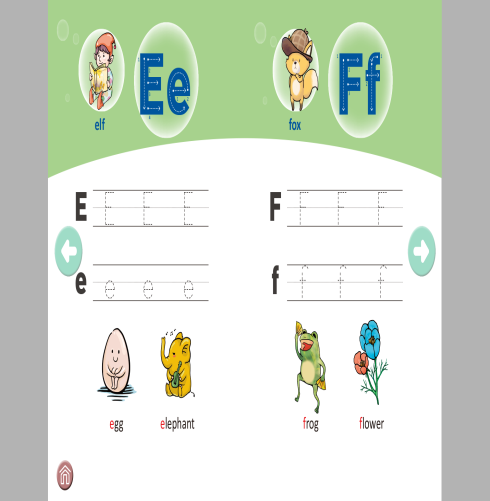 Ee
elf
Ff
fox
E E E E
e e e e
F F F F
f f f f
egg
elephant
frog
flower